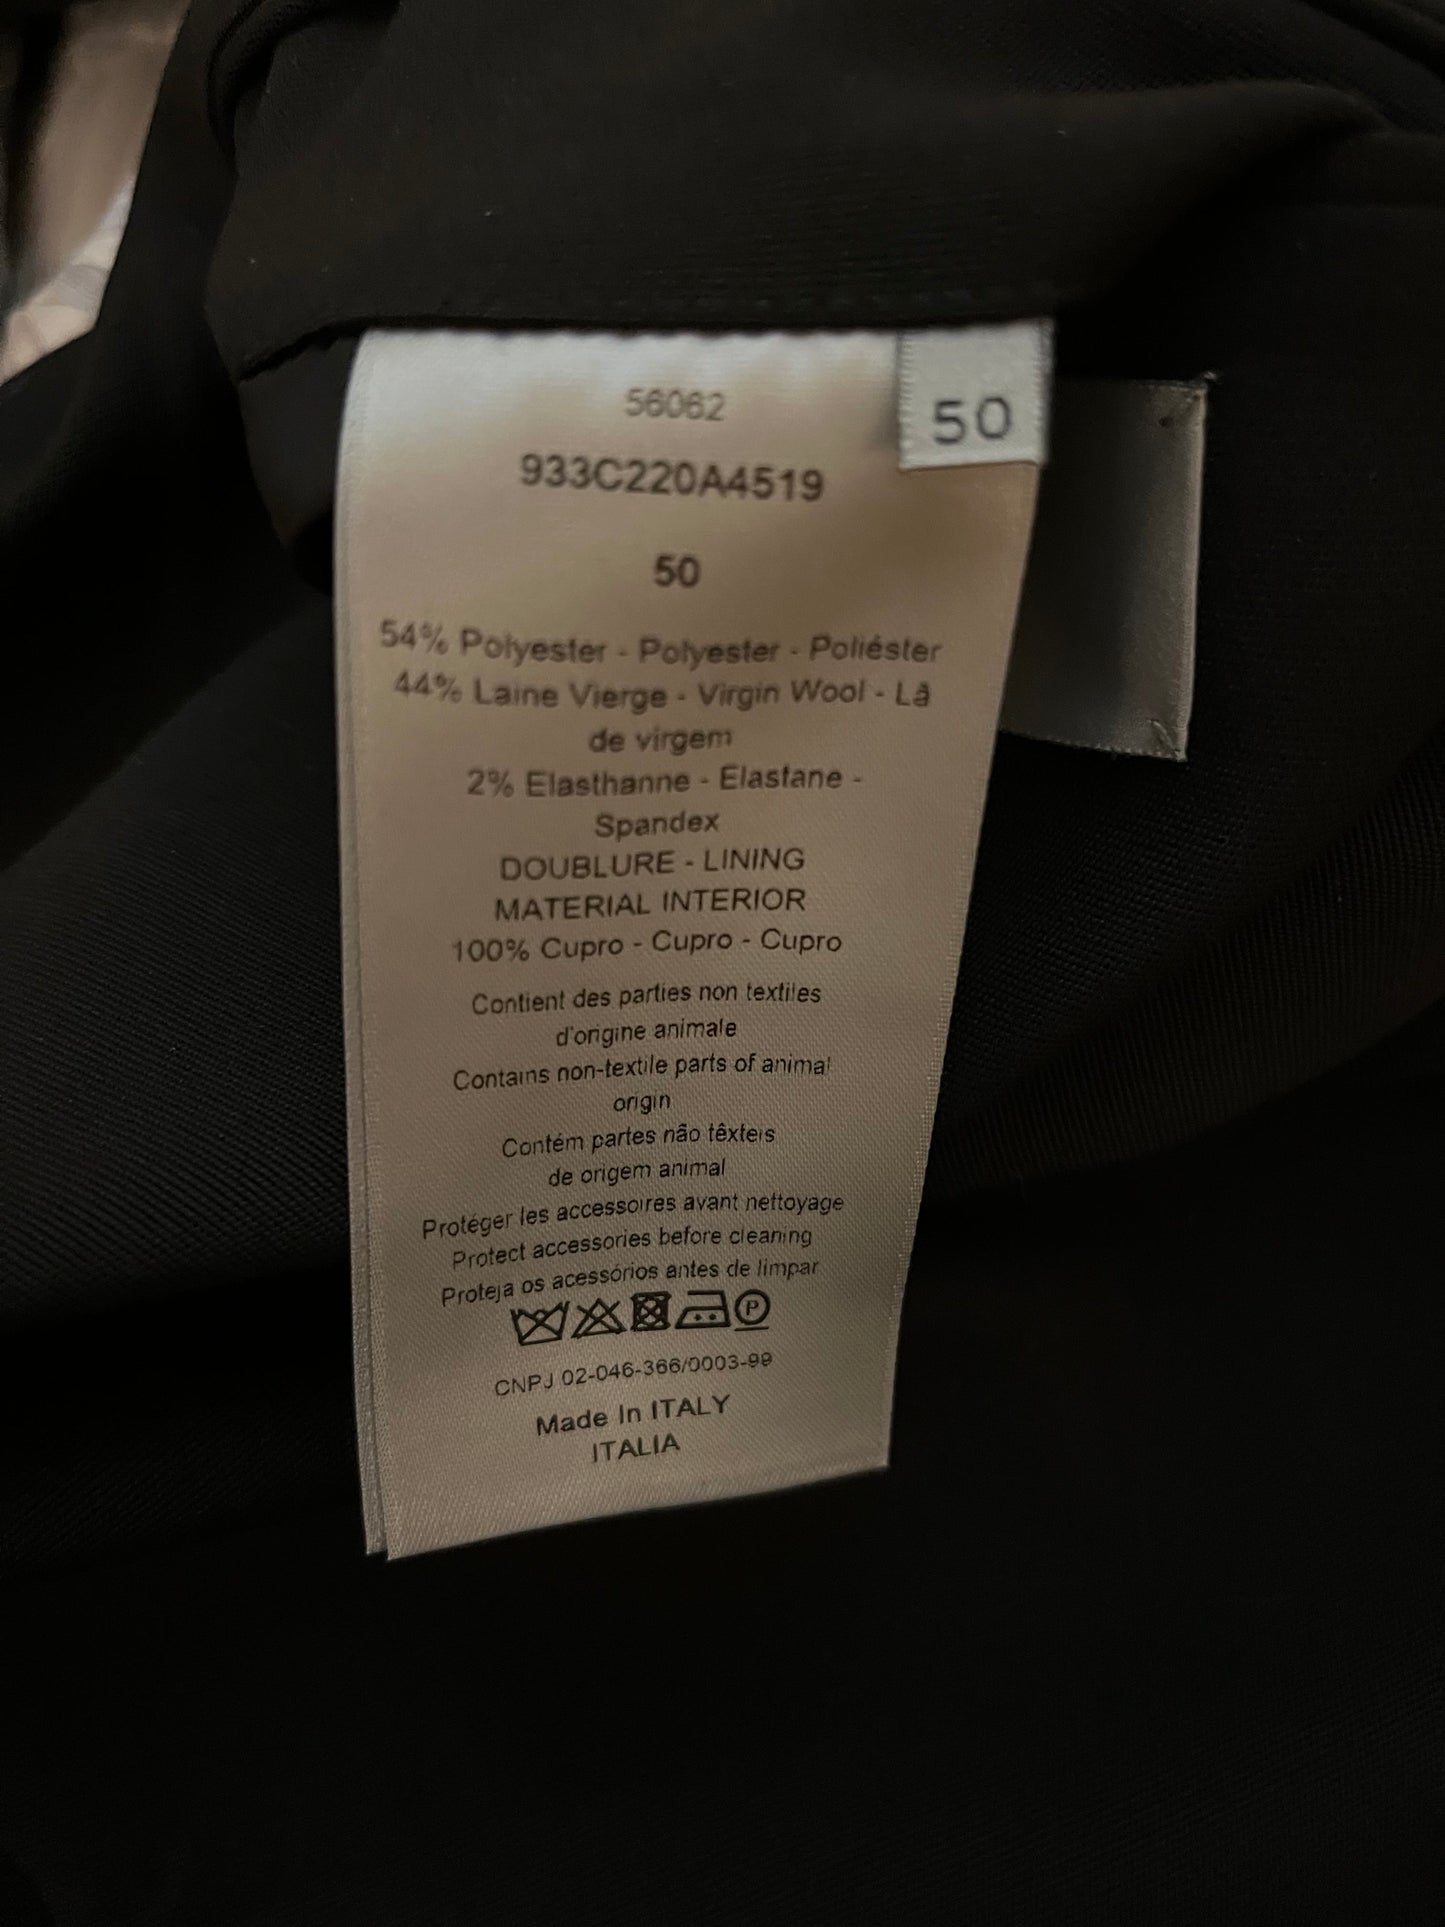 50
56062
933C220A4519
50
54% Polyester - Polyester - Poliéster
44% Laine Vierge - Virgin Wool - Lã
de virgem
2% Elasthanne - Elastane -
Spandex
DOUBLURE - LINING
MATERIAL INTERIOR
100% Cupro - Cupro - Cupro
Contient des parties non textiles
d'origine animale
Contains non-textile parts of animal
origin
Contém partes não têxteis
de origem animal
Protéger les accessoires avant nettoyage
Protect accessories before cleaning
Proteja os acessórios antes de limpar
P
CNPJ 02-046-366/0003-99
Made In ITALY
ITALIA